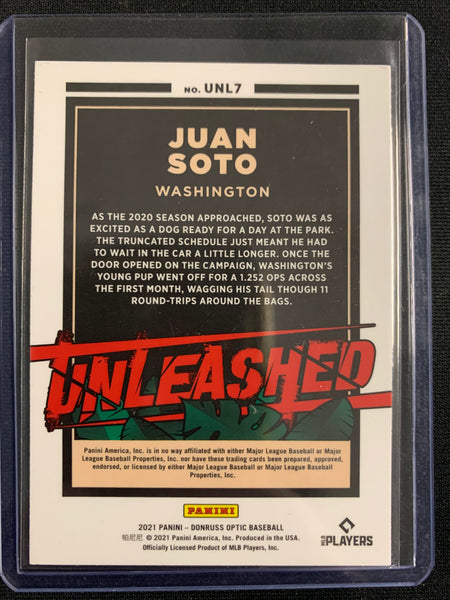 NO. UNL7
JUAN
SOTO
WASHINGTON
AS THE 2020 SEASON APPROACHED, SOTO WAS AS
EXCITED AS A DOG READY FOR A DAY AT THE PARK.
THE TRUNCATED SCHEDULE JUST MEANT HE HAD
TO WAIT IN THE CAR A LITTLE LONGER. ONCE THE
DOOR OPENED ON THE CAMPAIGN, WASHINGTON'S
YOUNG PUP WENT OFF FOR A 1.252 OPS ACROSS
THE FIRST MONTH, WAGGING HIS TAIL THOUGH 11
ROUND-TRIPS AROUND THE BAGS.
UNLEASHED
Panini America, Inc. is in no way affiliated with either Major League Baseball or Major
League Baseball Properties, Inc. nor have these trading cards been prepared, approved,
endorsed, or licensed by either Major League Baseball or Major League Baseball
Properties, Inc.
PANINI
2021 PANINI – DONRUSS OPTIC BASEBALL
帕尼尼 © 2021 Panini America, Inc. Produced in the USA.
Officially Licensed Product of MLB Players, Inc.
MLB PLAYERS